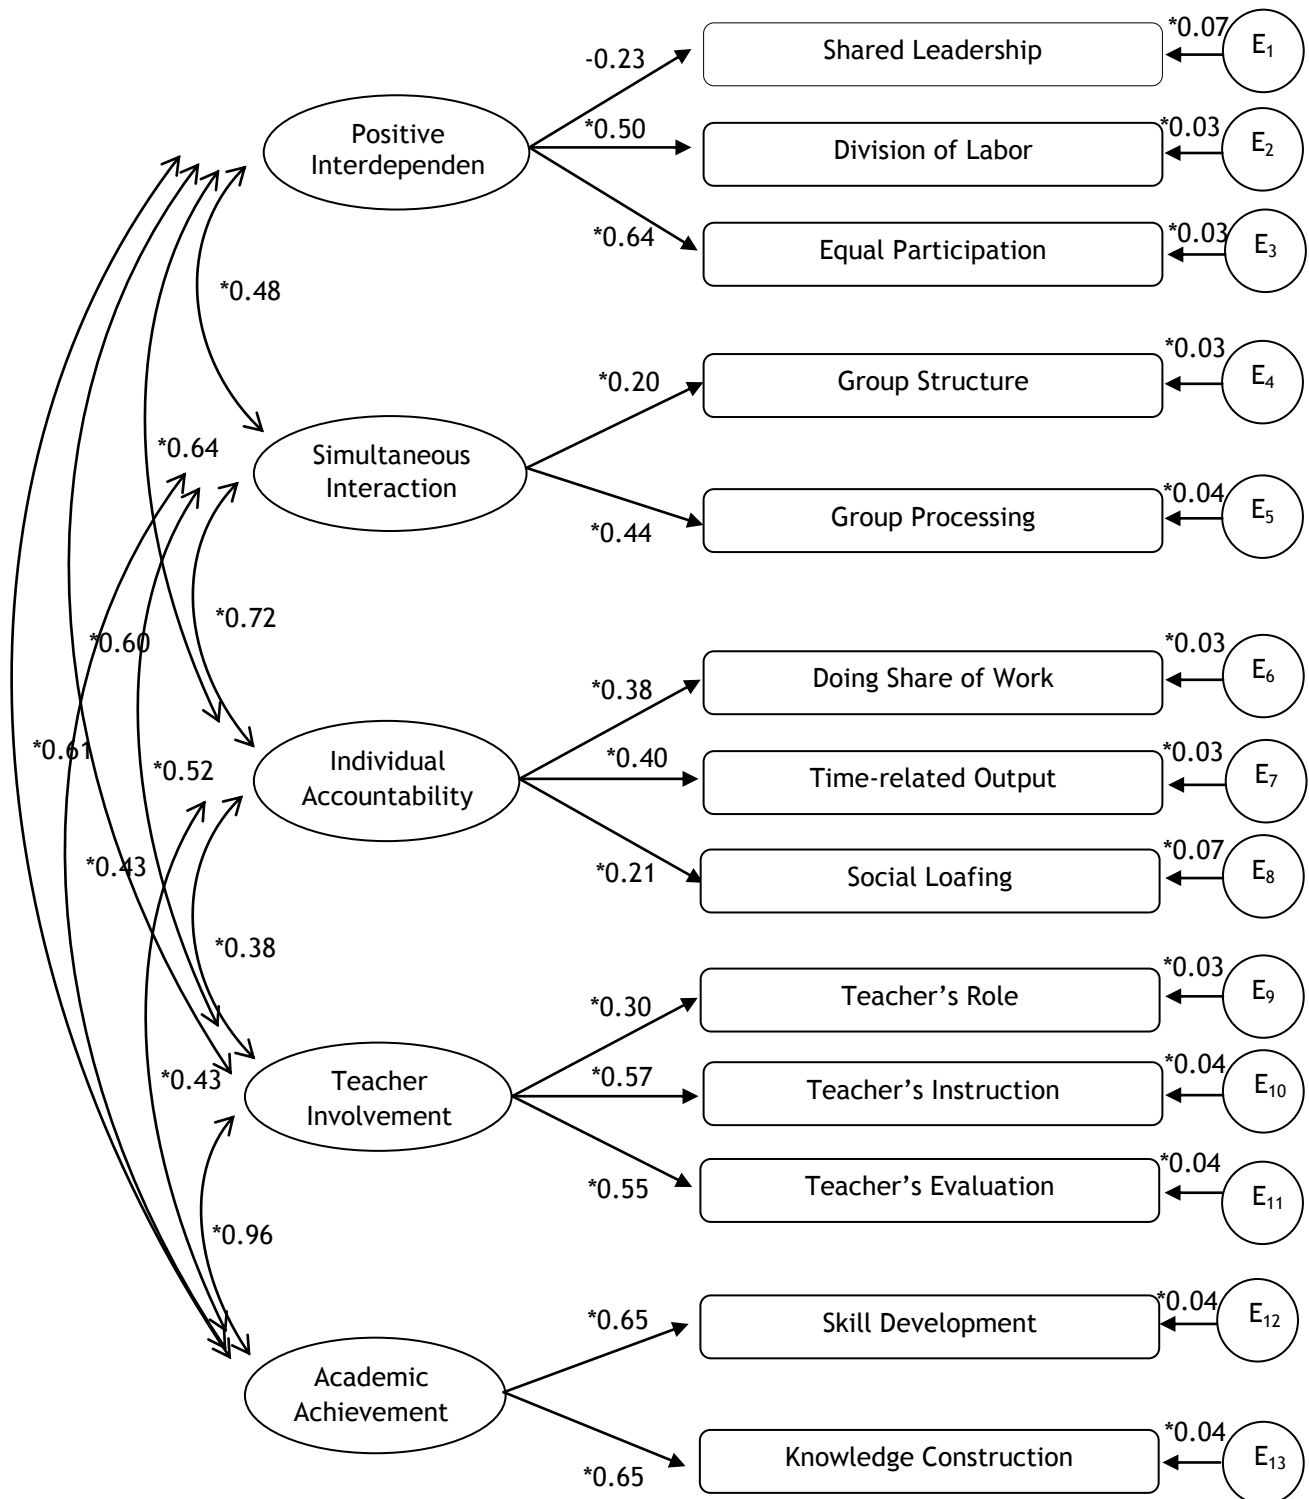 *0.07
E1
Shared Leadership
-0.23
Positive
Interdependen
*0.50
*0.03
E2
Division of Labor
*0.64
*0.03
E3
Equal Participation
*0.48
*0.03
E4
Group Structure
*0.20
*0.64
Simultaneous
Interaction
*0.04
E5
Group Processing
*0.44
*0.72
*0.60
*0.03
E6
Doing Share of Work
*0.38
*0.61
*0.52
Individual
Accountability
*0.40
*0.03
E7
Time-related Output
*0.43
*0.21
*0.07
E8
Social Loafing
*0.38
*0.03
E9
Teacher’s Role
*0.30
*0.43
Teacher
Involvement
*0.57
*0.04
E10
Teacher’s Instruction
*0.55
*0.04
E11
Teacher’s Evaluation
*0.96
*0.04
E12
Skill Development
*0.65
Academic
Achievement
*0.04
E13
Knowledge Construction
*0.65